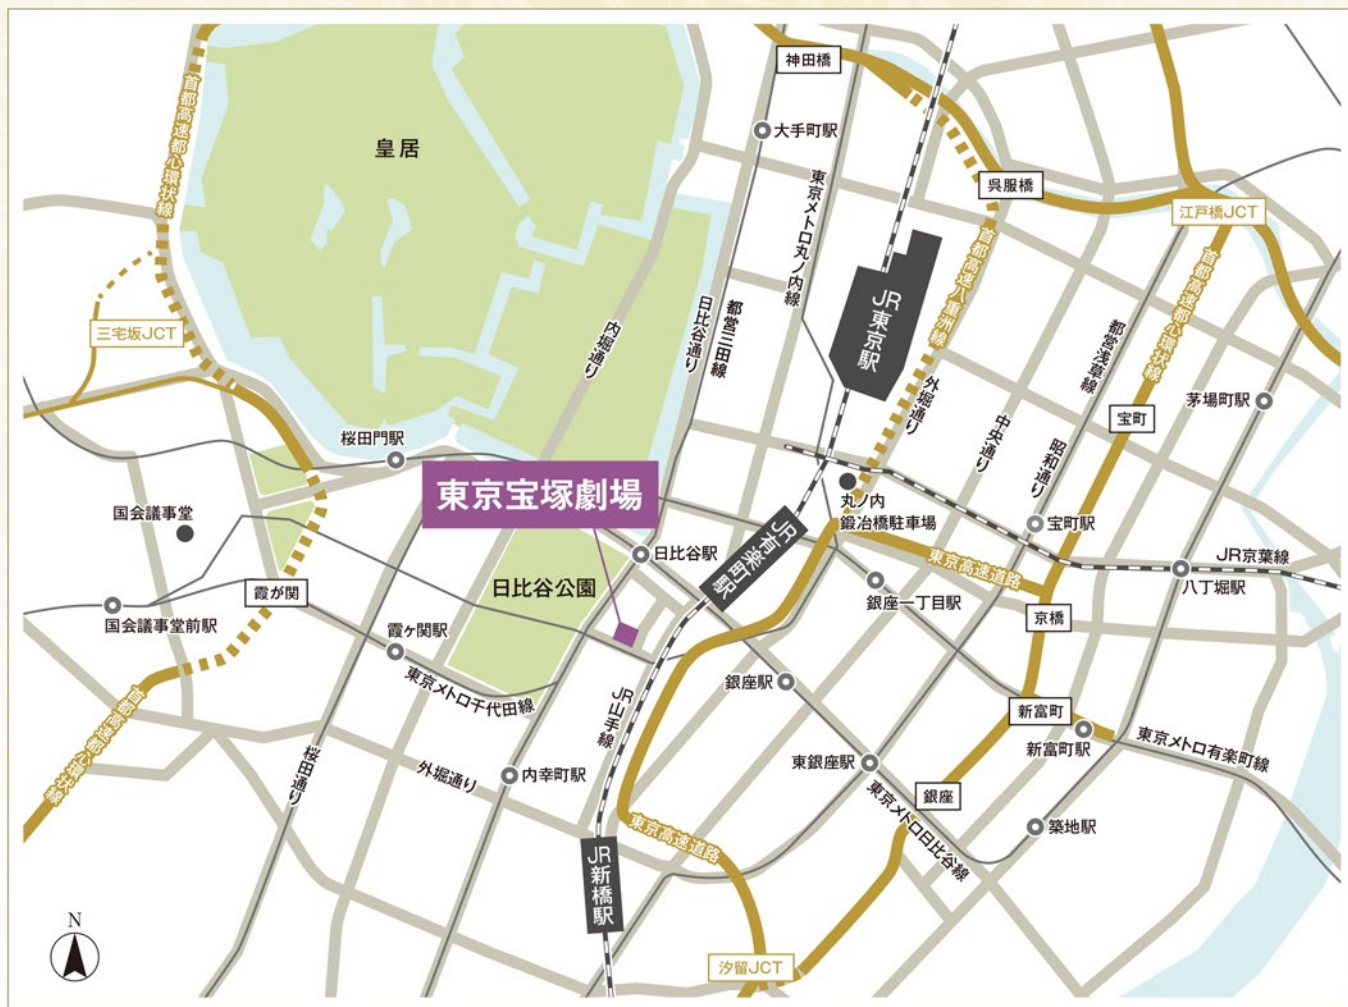 神田橋
大手町駅
皇居
首都高速都心環状線
東京メトロ丸ノ内線
呉服橋
江戸橋JCT
首都高速八重洲線
首都高速都心環状線
JR東京駅
三宅坂JCT
内堀通り
日比谷通り
都営三田線
都営浅草線
外堀通り
中央通り
昭和通り
宝町
茅場町駅
桜田門駅
東京宝塚劇場
丸ノ内
鍛冶橋駐車場
国会議事堂
宝町駅
JR有楽町駅
日比谷駅
東京高速道路
JR京葉線
八丁堀駅
日比谷公園
霞が関
銀座一丁目駅
京橋
国会議事堂前駅
霞ケ関駅
東京メトロ千代田線
銀座駅
JR山手線
新富町
新富町駅
東京メトロ有楽町線
首都高速都心環状線
桜田通り
外堀通り
内幸町駅
東銀座駅
銀座
東京メトロ日比谷線
築地駅
東京高速道路
JR新橋駅
汐留JCT
N